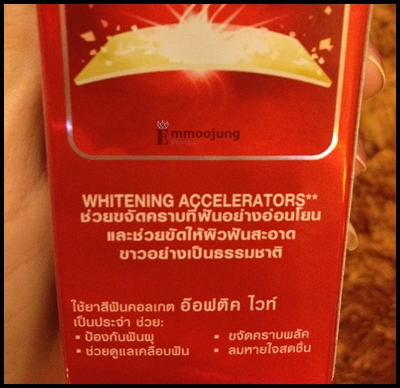 Emmoojung
WHITENING ACCELERATORS**
ช่วยขจัดคราบที่ฟันอย่างอ่อนโยน
และช่วยขัดให้ผิวฟันสะอาด
ขาวอย่างเป็นธรรมชาติ
ใช้ยาสีฟันคอลเกต อ๊อฟติค ไวท์
เป็นประจำ ช่วย:
• ป้องกันฟันผุ • ขจัดคราบพลัค
• ช่วยดูแลเคลือบฟัน • ลมหายใจสดชื่น